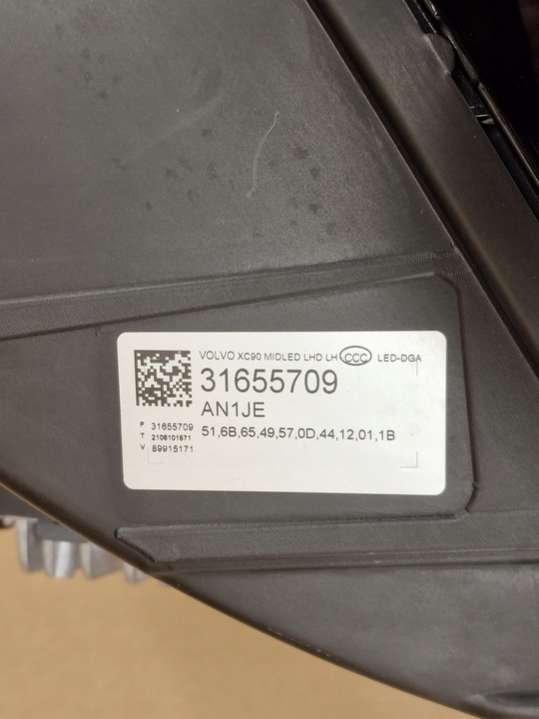 VOLVO XC90 MIDLED LHD LH CCC LED-DGA
31655709
AN1JE
P 31655709
51,6B,65,49,57,0D,44,12,01,1B
T 2106101671
V 89915171